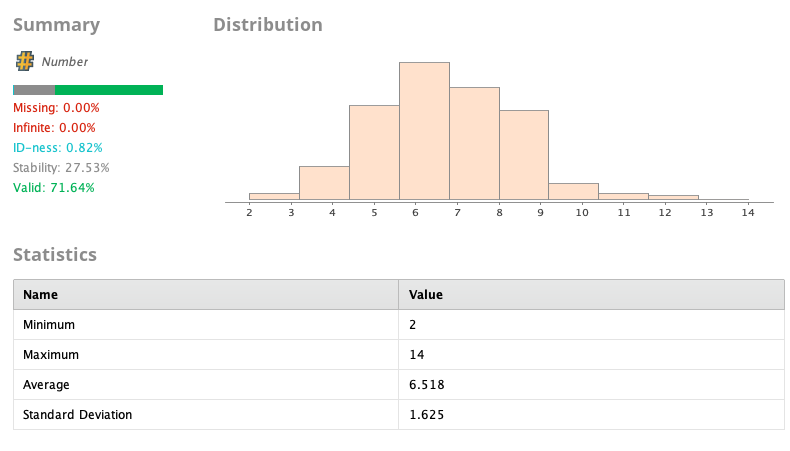 Summary
Distribution
# Number
Missing: 0.00%
Infinite: 0.00%
ID-ness: 0.82%
Stability: 27.53%
Valid: 71.64%
2 3 4 5 6 7 8 9 10 11 12 13 14
Statistics
Name Value
Minimum 2
Maximum 14
Average 6.518
Standard Deviation 1.625